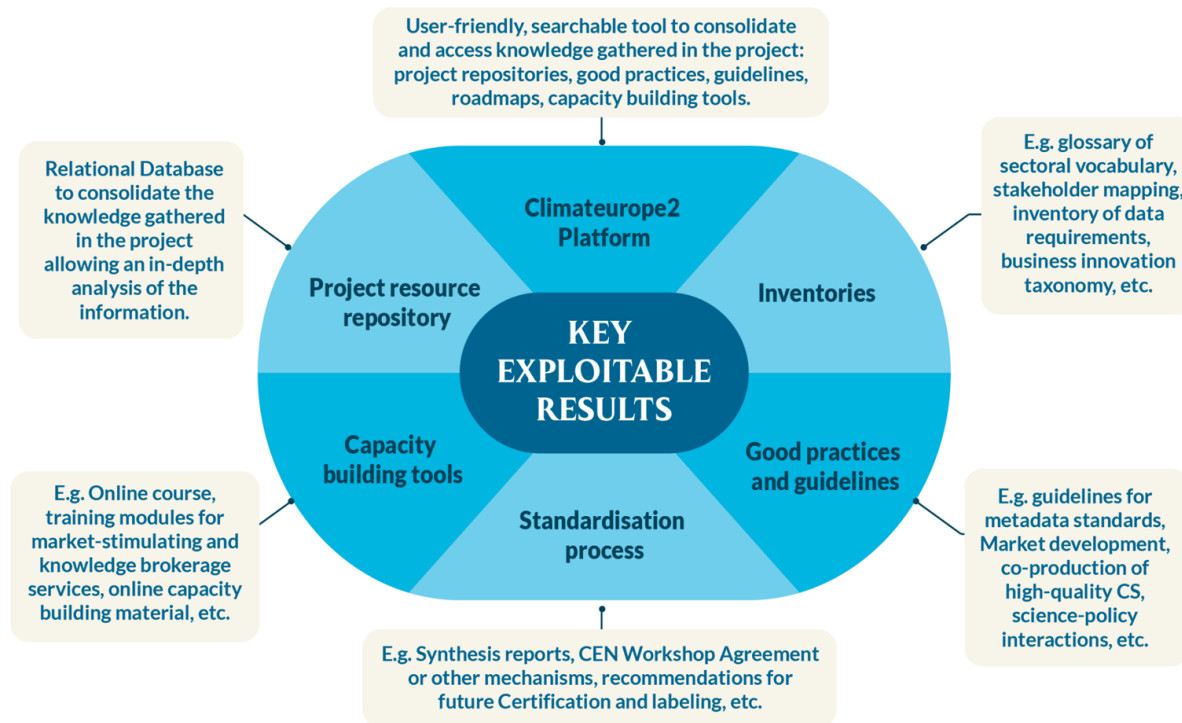 User-friendly, searchable tool to consolidate
and access knowledge gathered in the project:
project repositories, good practices, guidelines,
roadmaps, capacity building tools.
Relational Database
to consolidate the
knowledge gathered
in the project
allowing an in-depth
analysis of the
information.
E.g. glossary of
sectoral vocabulary,
stakeholder mapping,
inventory of data
requirements,
business innovation
taxonomy, etc.
Climateurope2
Platform
Project resource
repository
Inventories
KEY
EXPLOITABLE
RESULTS
Capacity
building tools
Good practices
and guidelines
Standardisation
process
E.g. Online course,
training modules for
market-stimulating and
knowledge brokerage
services, online capacity
building material, etc.
E.g. guidelines for
metadata standards,
Market development,
co-production of
high-quality CS,
science-policy
interactions, etc.
E.g. Synthesis reports, CEN Workshop Agreement
or other mechanisms, recommendations for
future Certification and labeling, etc.